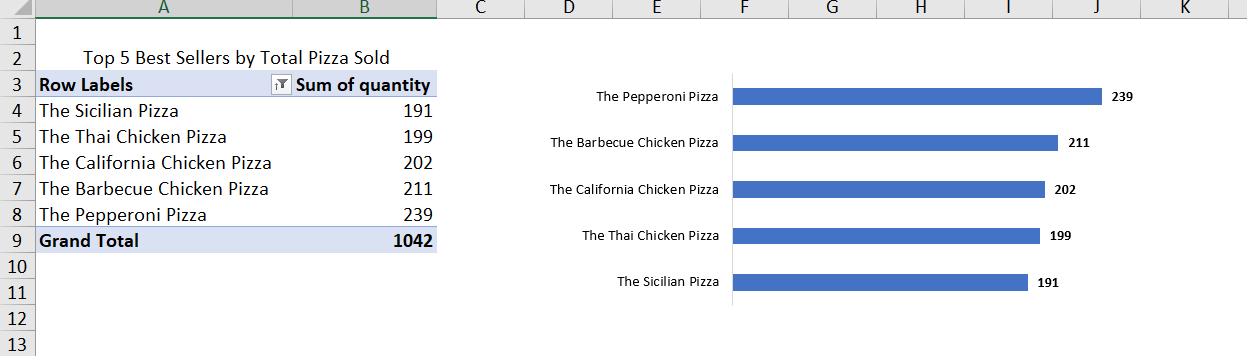 A B C D E F G H I J K
1
2 Top 5 Best Sellers by Total Pizza Sold
3 Row Labels Sum of quantity
4 The Sicilian Pizza 191
5 The Thai Chicken Pizza 199
6 The California Chicken Pizza 202
7 The Barbecue Chicken Pizza 211
8 The Pepperoni Pizza 239
9 Grand Total 1042
10
11
12
13
The Pepperoni Pizza 239
The Barbecue Chicken Pizza 211
The California Chicken Pizza 202
The Thai Chicken Pizza 199
The Sicilian Pizza 191